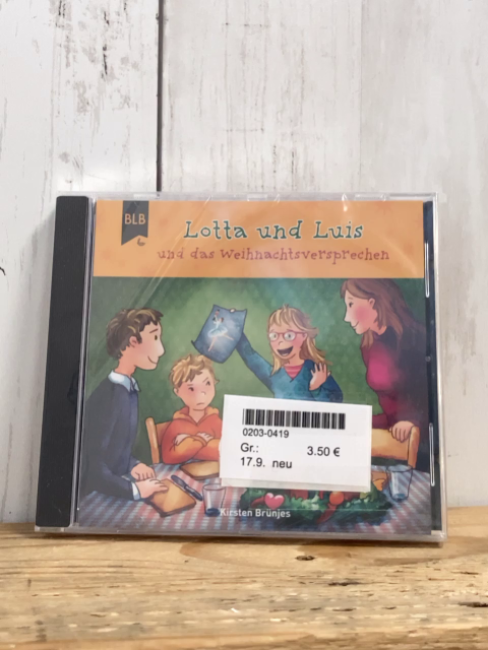 BLB
Lotta und Luis
und das Weihnachtsversprechen
0203-0419
Gr.: 3.50 €
17.9. neu
Kirsten Brünjes